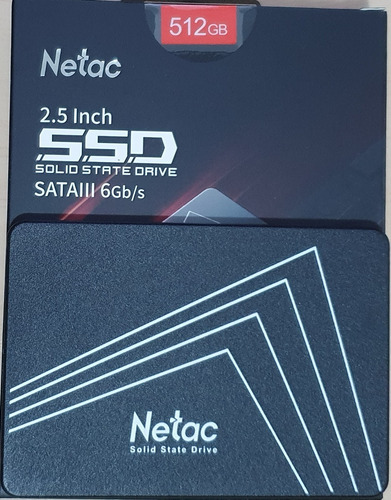 512GB
Netac
2.5 Inch
SSD
SOLID STATE DRIVE
SATAIII 6Gb/s
Netac
Solid State Drive